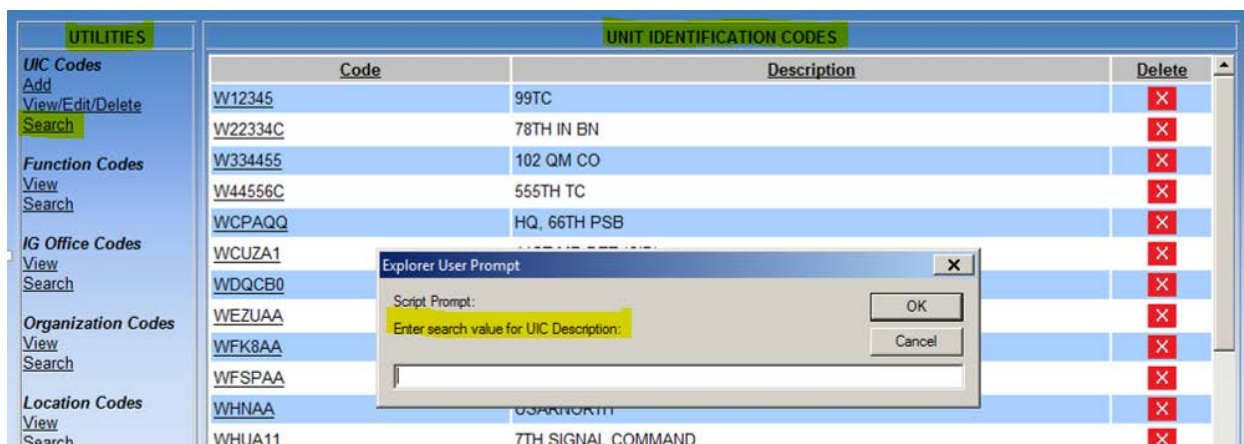 UTILITIES
UIC Codes
Add
View/Edit/Delete
Search
Function Codes
View
Search
IG Office Codes
View
Search
Organization Codes
View
Search
Location Codes
View
Search
UNIT IDENTIFICATION CODES
Code Description Delete
W12345 99TC X
W22334C 78TH IN BN X
W334455 102 QM CO X
W44556C 555TH TC X
WCPAQQ HQ, 66TH PSB X
WCUZA1 X
WDQCB0 X
WEZUAA X
WFK8AA X
WFSPAA X
WHNAA USARNORTH X
WHUA11 7TH SIGNAL COMMAND X
Explorer User Prompt X
Script Prompt:
OK
Enter search value for UIC Description:
Cancel